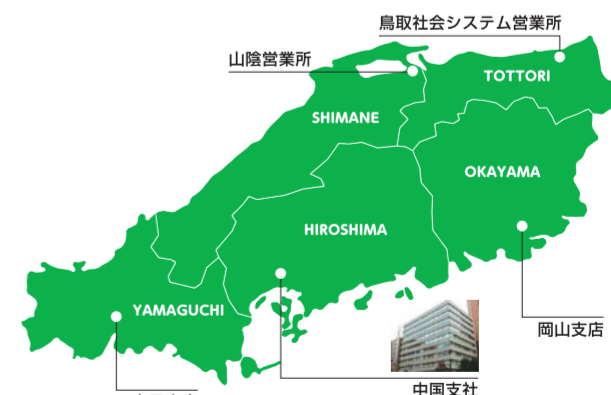 鳥取社会システム営業所
山陰営業所
TOTTORI
SHIMANE
OKAYAMA
HIROSHIMA
YAMAGUCHI
岡山支店
中国支社